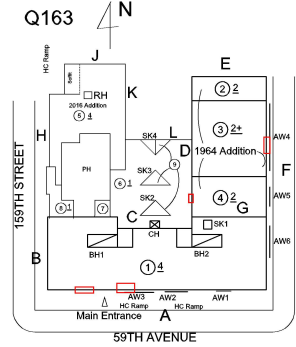 Q163
N
HC Ramp
J
E
Soffit
RH
2016 Addition
5 4
K
2 2
H
SK4
L
3 2+
D
AW4
1964 Addition
PH
9
SK3
6 1
F
159TH STREET
SK2
4 2
AW5
8 1
7
C
G
SK1
CH
B
BH1
BH2
AW6
1 4
AW3
AW2
AW1
HC Ramp
HC Ramp
Main Entrance
A
59TH AVENUE